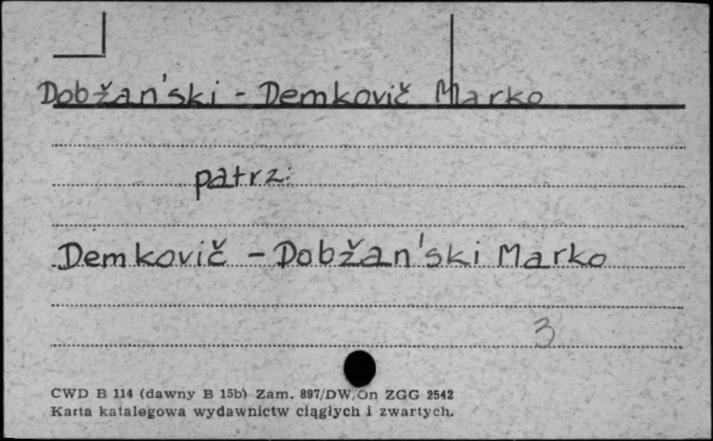 Dobžan'ski - Demkovič Marko
patrz:
Demkovič - Dobžan'ski Marko
3
CWD B 114 (dawny B 15b) Zam. 897/DW/On ZGG 2542
Karta katalogowa wydawnictw ciągłych i zwartych.